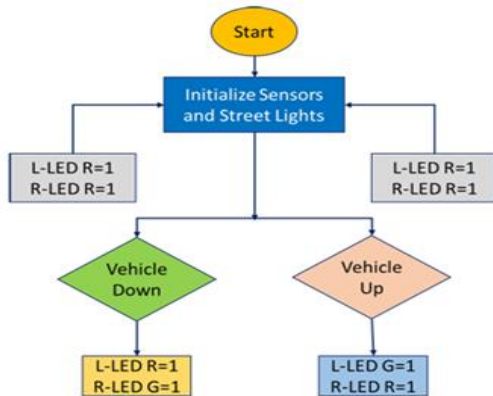 Start
Initialize Sensors
and Street Lights
L-LED R=1
R-LED R=1
L-LED R=1
R-LED R=1
Vehicle
Down
Vehicle
Up
L-LED R=1
R-LED G=1
L-LED G=1
R-LED R=1